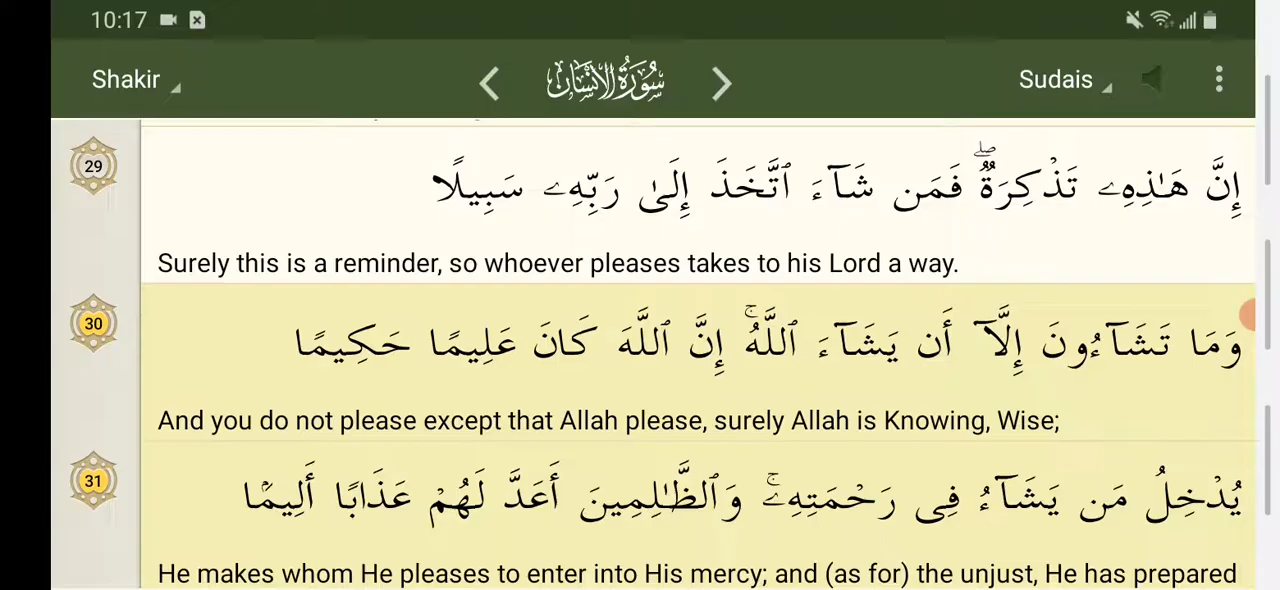 10:17
Shakir
سُورَةُ الْإِنْسَانِ
Sudais
29
إِنَّ هَـٰذِهِۦ تَذْكِرَةٌ ۖ فَمَن شَآءَ ٱتَّخَذَ إِلَىٰ رَبِّهِۦ سَبِيلًا
Surely this is a reminder, so whoever pleases takes to his Lord a way.
30
وَمَا تَشَآءُونَ إِلَّآ أَن يَشَآءَ ٱللَّهُ ۚ إِنَّ ٱللَّهَ كَانَ عَلِيمًا حَكِيمًا
And you do not please except that Allah please, surely Allah is Knowing, Wise;
31
يُدْخِلُ مَن يَشَآءُ فِى رَحْمَتِهِۦ ۚ وَٱلظَّـٰلِمِينَ أَعَدَّ لَهُمْ عَذَابًا أَلِيمًۢا
He makes whom He pleases to enter into His mercy; and (as for) the unjust, He has prepared